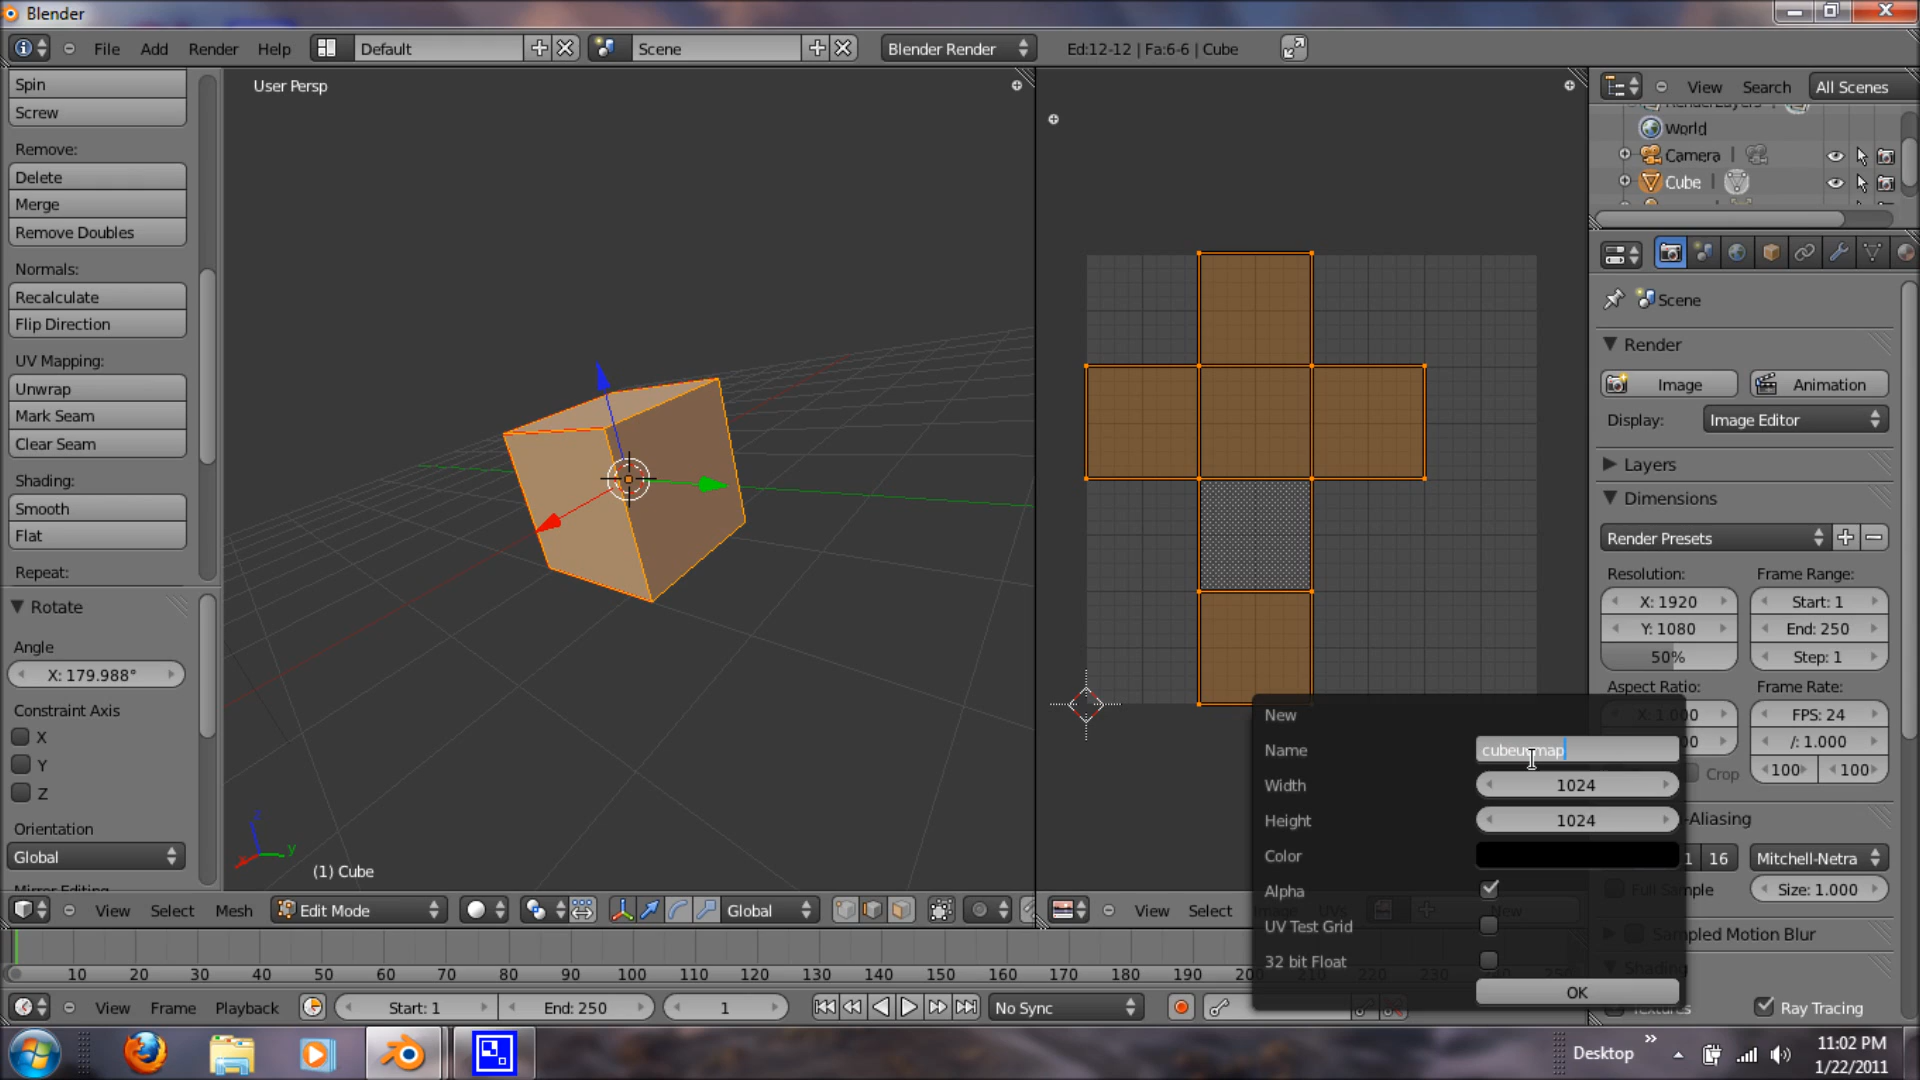 Blender
File Add Render Help Default Scene Blender Render Ed:12-12 | Fa:6-6 | Cube
Spin
Screw
Remove:
Delete
Merge
Remove Doubles
Normals:
Recalculate
Flip Direction
UV Mapping:
Unwrap
Mark Seam
Clear Seam
Shading:
Smooth
Flat
Repeat:
Rotate
Angle
X: 179.988°
Constraint Axis
X
Y
Z
Orientation
Global
Mirror Editing
User Persp
(1) Cube
View Select Mesh Edit Mode Global
View Select
New
Name cubeuvmap
Width 1024
Height 1024
Color
Alpha
UV Test Grid
32 bit Float
OK
View Search All Scenes
RenderLayers
World
Camera
Cube
Scene
Render
Image Animation
Display: Image Editor
Layers
Dimensions
Render Presets
Resolution: Frame Range:
X: 1920 Start: 1
Y: 1080 End: 250
50% Step: 1
Aspect Ratio: Frame Rate:
X: 1.000 FPS: 24
00 /: 1.000
Crop 100 100
-Aliasing
1 16 Mitchell-Netra
Full Sample Size: 1.000
Sampled Motion Blur
Shading
Textures Ray Tracing
10 20 30 40 50 60 70 80 90 100 110 120 130 140 150 160 170 180 190 200 230
View Frame Playback Start: 1 End: 250 1 No Sync
Desktop 11:02 PM
1/22/2011